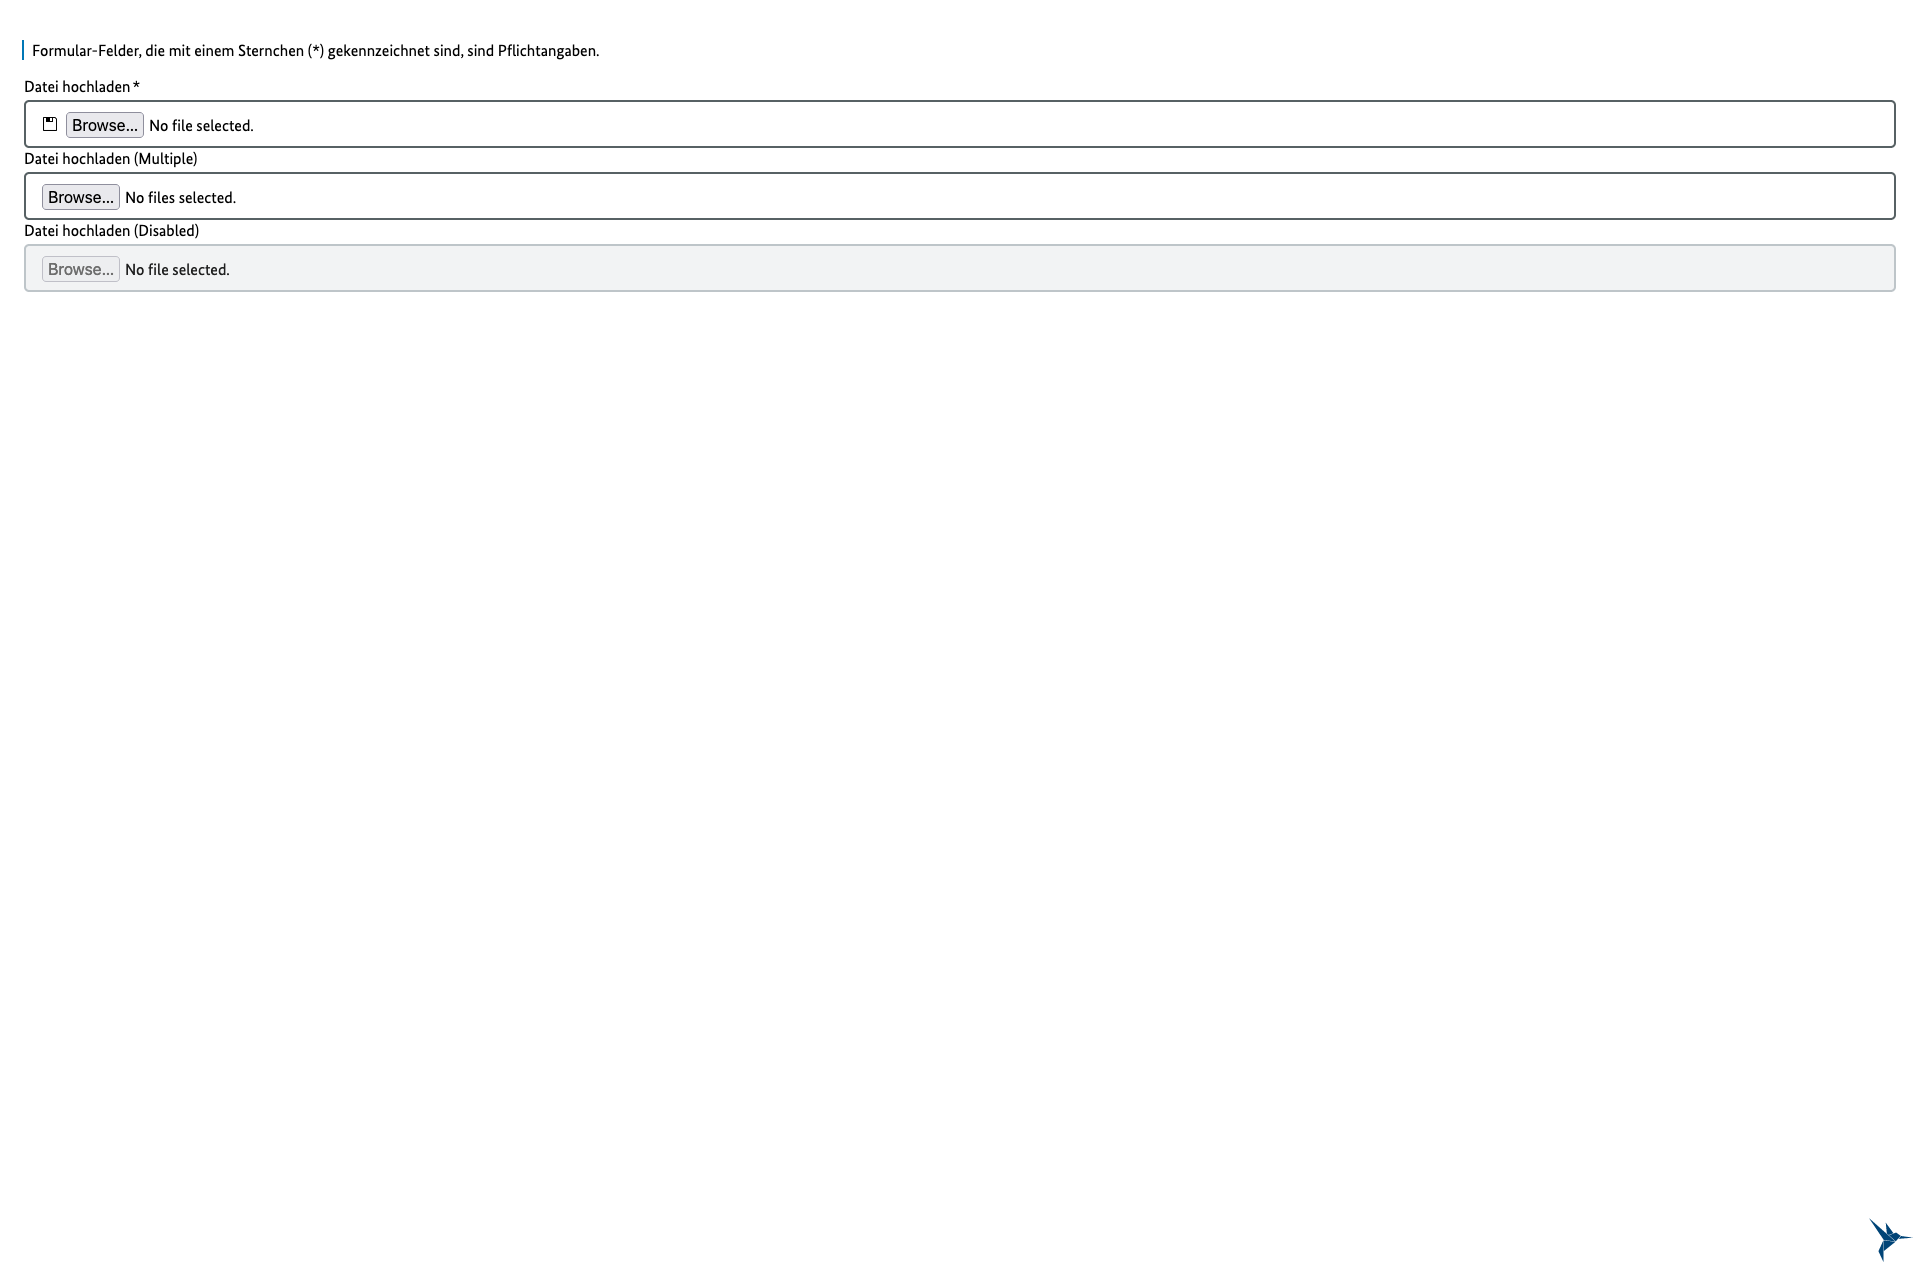 Formular-Felder, die mit einem Sternchen (*) gekennzeichnet sind, sind Pflichtangaben.
Datei hochladen *
Browse... No file selected.
Datei hochladen (Multiple)
Browse... No files selected.
Datei hochladen (Disabled)
Browse... No file selected.